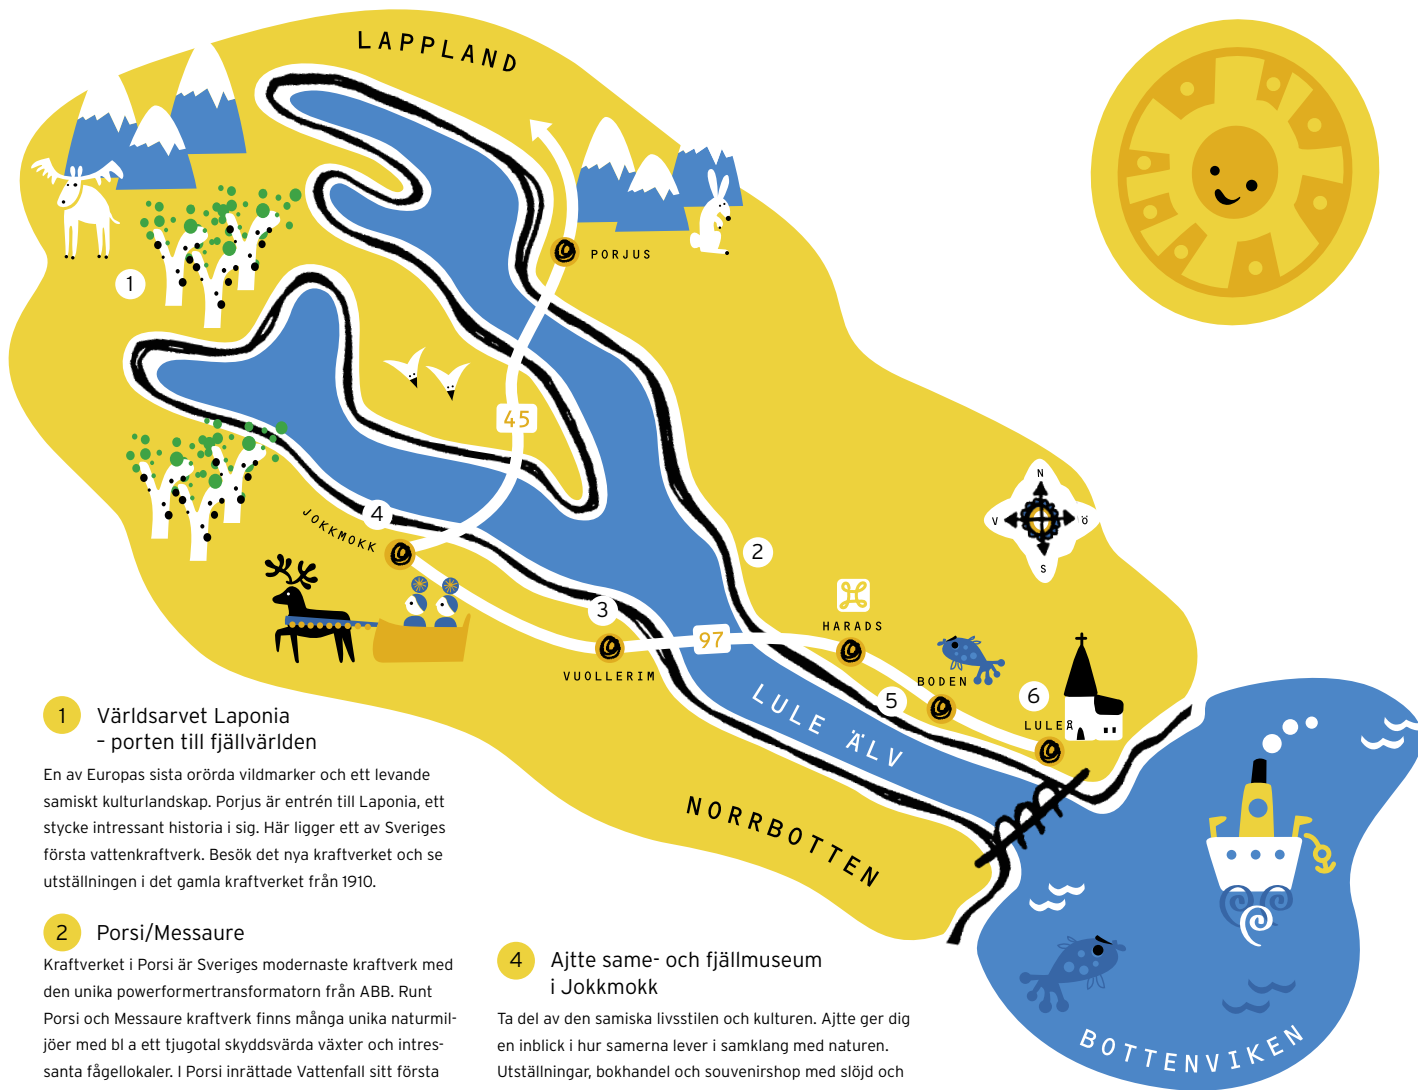 LAPPLAND
PORJUS
1
45
JOKKMOKK
4
2
3
VUOLLERIM
97
HARADS
BODEN
5
6
LULEÅ
N
V
Ö
S
LULE ÄLV
NORRBOTTEN
BOTTENVIKEN
1 Världsarvet Laponia
– porten till fjällvärlden
En av Europas sista orörda vildmarker och ett levande
samiskt kulturlandskap. Porjus är entrén till Laponia, ett
stycke intressant historia i sig. Här ligger ett av Sveriges
första vattenkraftverk. Besök det nya kraftverket och se
utställningen i det gamla kraftverket från 1910.
2 Porsi/Messaure
Kraftverket i Porsi är Sveriges modernaste kraftverk med
den unika powerformertransformatorn från ABB. Runt
Porsi och Messaure kraftverk finns många unika naturmil-
jöer med bl a ett tjugotal skyddsvärda växter och intres-
santa fågellokaler. I Porsi inrättade Vattenfall sitt första
4 Ajtte same- och fjällmuseum
i Jokkmokk
Ta del av den samiska livsstilen och kulturen. Ajtte ger dig
en inblick i hur samerna lever i samklang med naturen.
Utställningar, bokhandel och souvenirshop med slöjd och